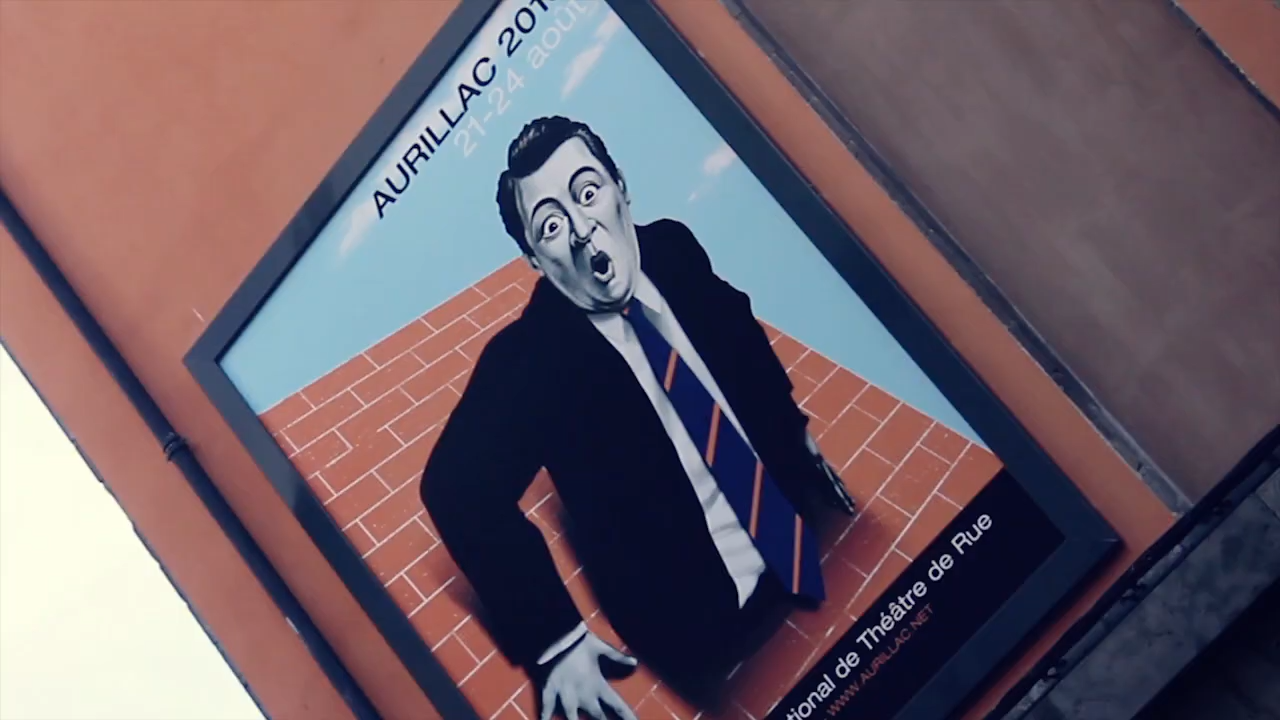 AURILLAC 201
21-24 août
tional de Théâtre de Rue
WWW.AURILLAC.NET